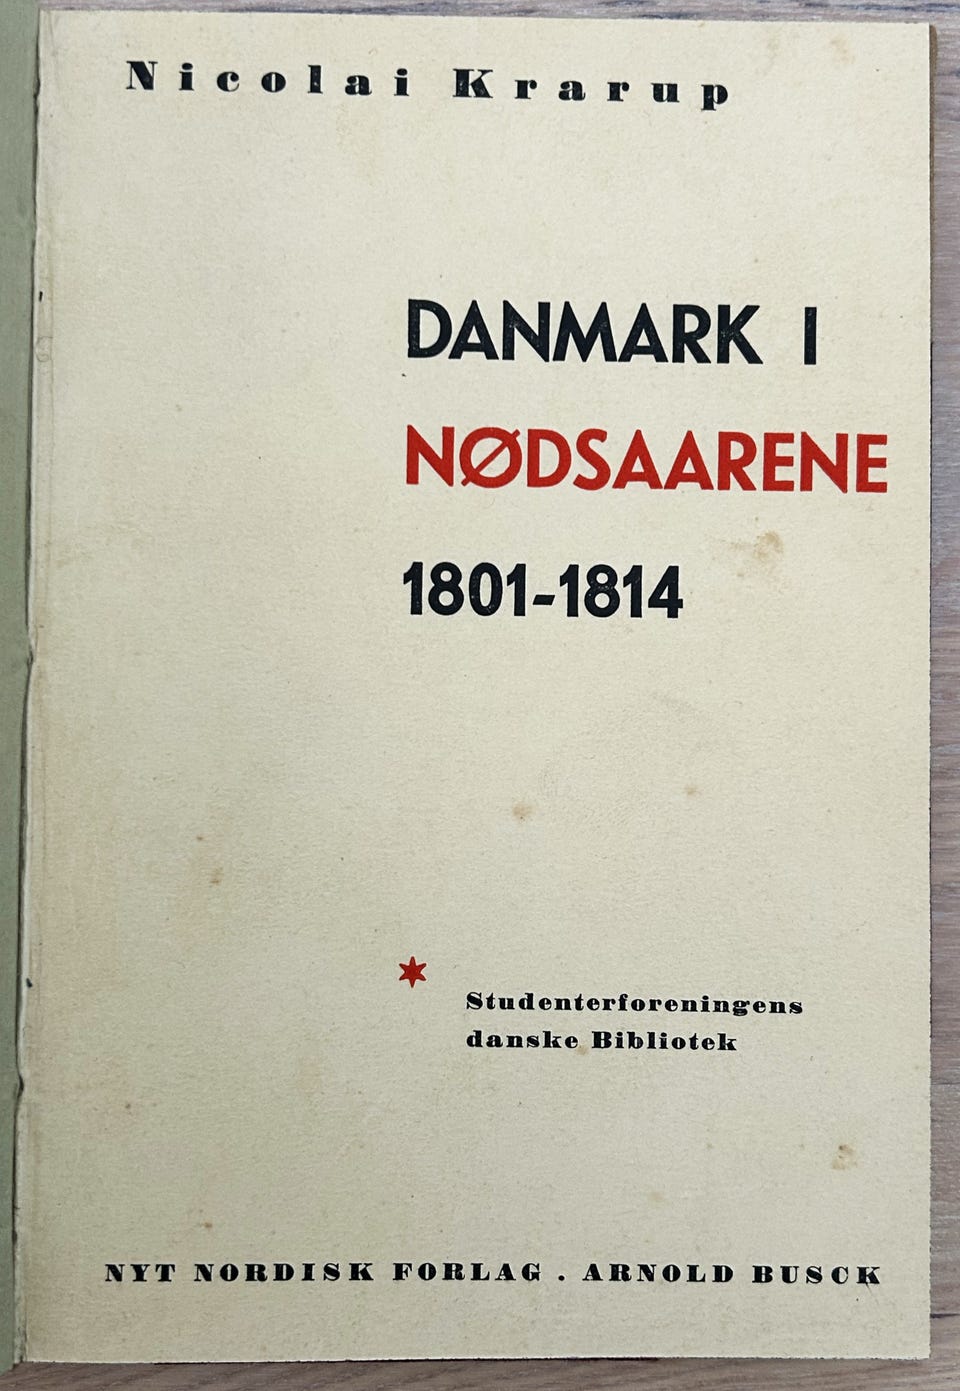 Nicolai Krarup
DANMARK I
NØDSAARENE
1801-1814
Studenterforeningens
danske Bibliotek
NYT NORDISK FORLAG . ARNOLD BUSCK